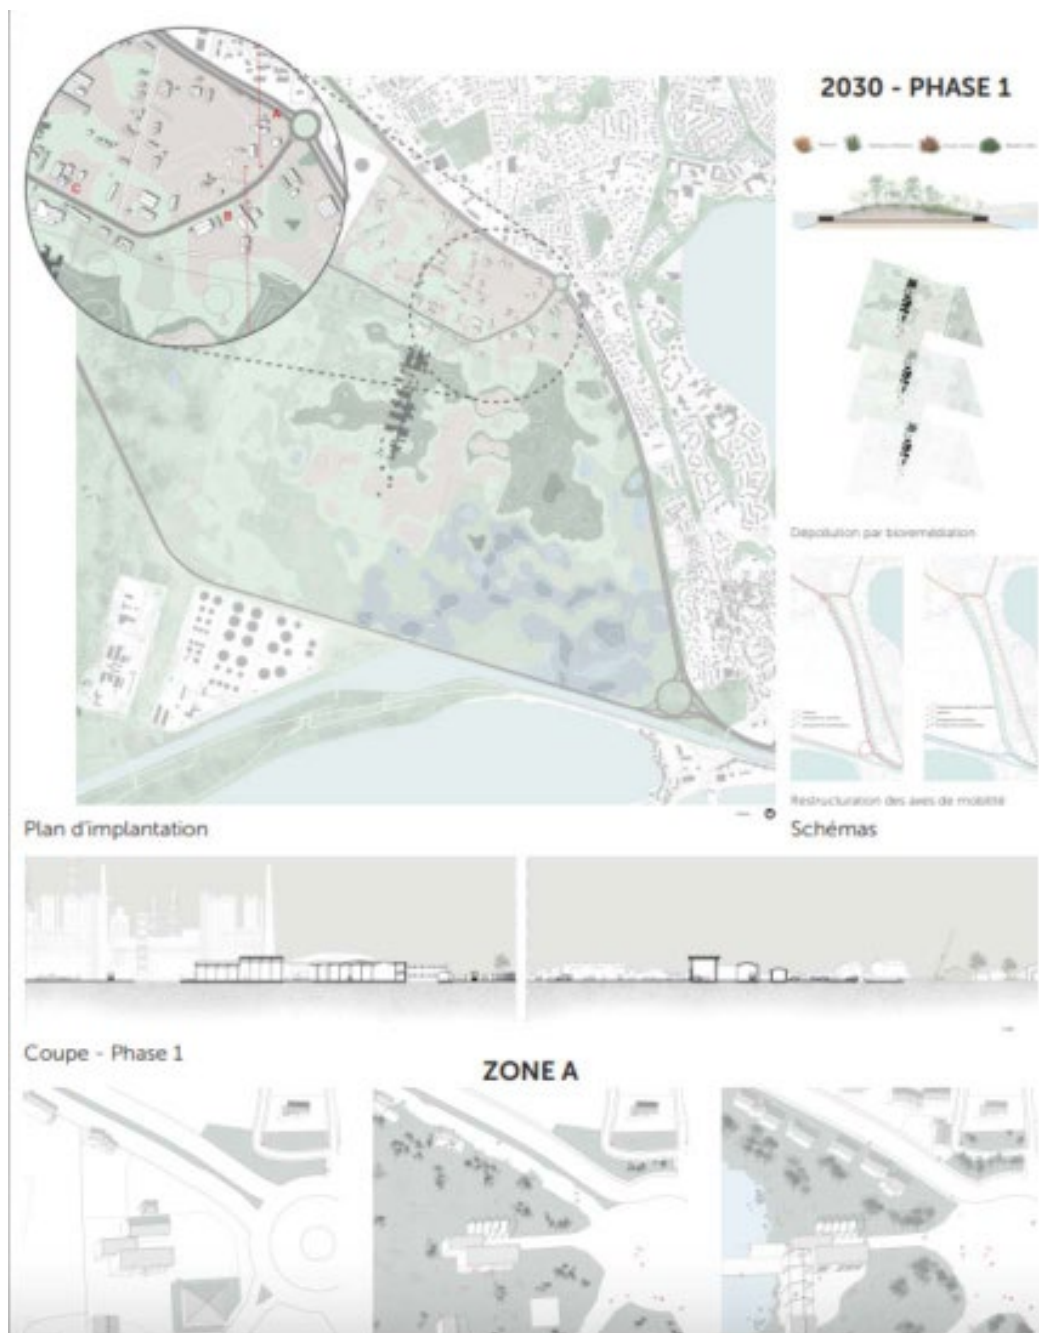 2030 - PHASE 1
A
B
C
Dépollution par bioremédiation
Restructuration des axes de mobilité
Plan d'implantation
Schémas
Coupe - Phase 1
ZONE A